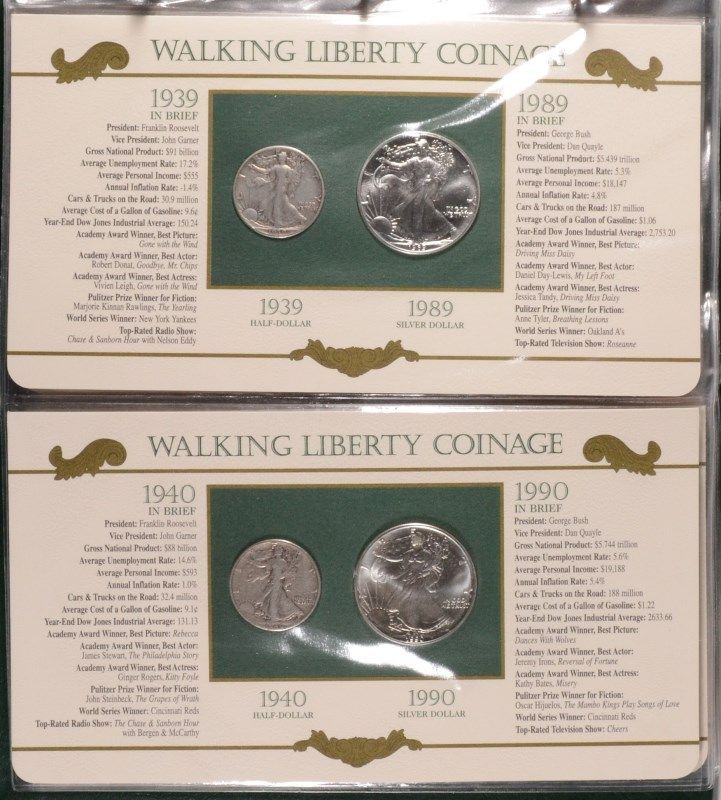 WALKING LIBERTY COINAGE
1939
IN BRIEF
President: Franklin Roosevelt
Vice President: John Garner
Gross National Product: $91 billion
Average Unemployment Rate: 17.2%
Average Personal Income: $555
Annual Inflation Rate: -1.4%
Cars & Trucks on the Road: 30.9 million
Average Cost of a Gallon of Gasoline: 9.6¢
Year-End Dow Jones Industrial Average: 150.24
Academy Award Winner, Best Picture:
Gone with the Wind
Academy Award Winner, Best Actor:
Robert Donat, Goodbye, Mr. Chips
Academy Award Winner, Best Actress:
Vivien Leigh, Gone with the Wind
Pulitzer Prize Winner for Fiction:
Marjorie Kinnan Rawlings, The Yearling
World Series Winner: New York Yankees
Top-Rated Radio Show:
Chase & Sanborn Hour with Nelson Eddy
1939
HALF-DOLLAR
1989
SILVER DOLLAR
1989
IN BRIEF
President: George Bush
Vice President: Dan Quayle
Gross National Product: $5.439 trillion
Average Unemployment Rate: 5.3%
Average Personal Income: $18,147
Annual Inflation Rate: 4.8%
Cars & Trucks on the Road: 187 million
Average Cost of a Gallon of Gasoline: $1.06
Year-End Dow Jones Industrial Average: 2,753.20
Academy Award Winner, Best Picture:
Driving Miss Daisy
Academy Award Winner, Best Actor:
Daniel Day-Lewis, My Left Foot
Academy Award Winner, Best Actress:
Jessica Tandy, Driving Miss Daisy
Pulitzer Prize Winner for Fiction:
Anne Tyler, Breathing Lessons
World Series Winner: Oakland A's
Top-Rated Television Show: Roseanne
WALKING LIBERTY COINAGE
1940
IN BRIEF
President: Franklin Roosevelt
Vice President: John Garner
Gross National Product: $88 billion
Average Unemployment Rate: 14.6%
Average Personal Income: $593
Annual Inflation Rate: 1.0%
Cars & Trucks on the Road: 32.4 million
Average Cost of a Gallon of Gasoline: 9.1¢
Year-End Dow Jones Industrial Average: 131.13
Academy Award Winner, Best Picture: Rebecca
Academy Award Winner, Best Actor:
James Stewart, The Philadelphia Story
Academy Award Winner, Best Actress:
Ginger Rogers, Kitty Foyle
Pulitzer Prize Winner for Fiction:
John Steinbeck, The Grapes of Wrath
World Series Winner: Cincinnati Reds
Top-Rated Radio Show: The Chase & Sanborn Hour
with Bergen & McCarthy
1940
HALF-DOLLAR
1990
SILVER DOLLAR
1990
IN BRIEF
President: George Bush
Vice President: Dan Quayle
Gross National Product: $5.744 trillion
Average Unemployment Rate: 5.6%
Average Personal Income: $19,188
Annual Inflation Rate: 5.4%
Cars & Trucks on the Road: 188 million
Average Cost of a Gallon of Gasoline: $1.22
Year-End Dow Jones Industrial Average: 2633.66
Academy Award Winner, Best Picture:
Dances With Wolves
Academy Award Winner, Best Actor:
Jeremy Irons, Reversal of Fortune
Academy Award Winner, Best Actress:
Kathy Bates, Misery
Pulitzer Prize Winner for Fiction:
Oscar Hijuelos, The Mambo Kings Play Songs of Love
World Series Winner: Cincinnati Reds
Top-Rated Television Show: Cheers